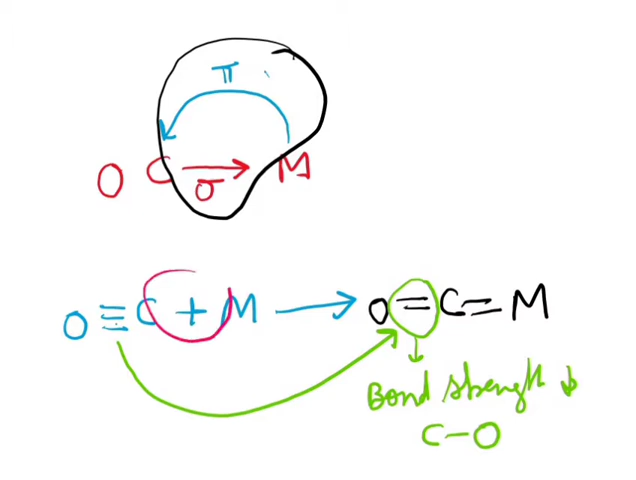 π
O C → M
σ
O ≡ C + M → O = C = M
Bond strength ↓
C – O